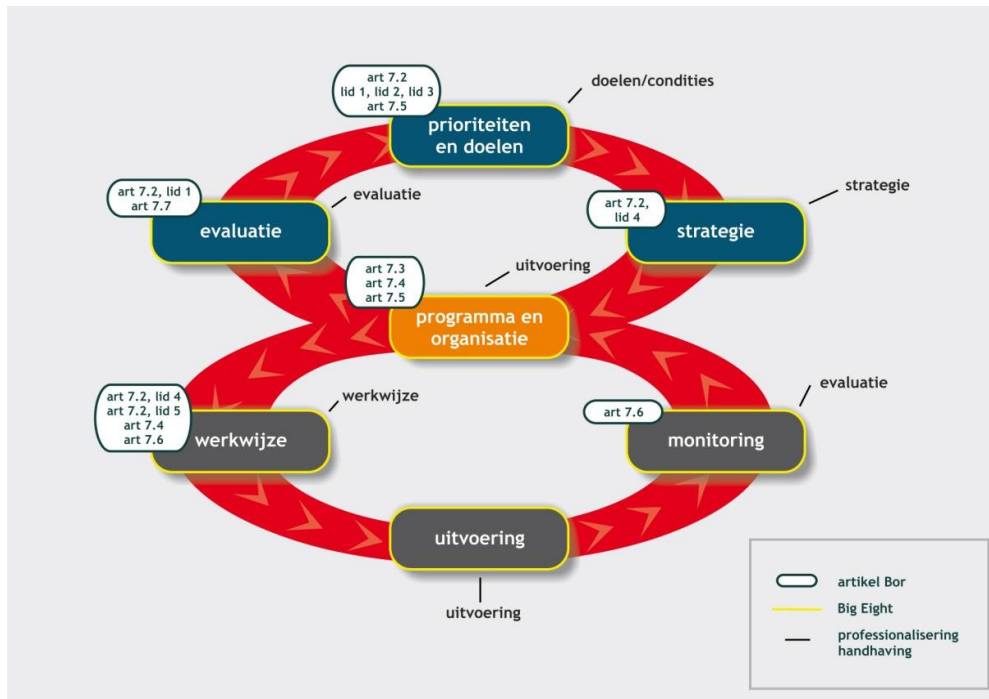 art 7.2
lid 1, lid 2, lid 3
art 7.5
doelen/condities
prioriteiten
en doelen
art 7.2, lid 1
art 7.7
evaluatie
evaluatie
art 7.2,
lid 4
strategie
strategie
art 7.3
art 7.4
art 7.5
uitvoering
programma en
organisatie
art 7.2, lid 4
art 7.2, lid 5
art 7.4
art 7.6
werkwijze
werkwijze
art 7.6
evaluatie
monitoring
uitvoering
uitvoering
artikel Bor
Big Eight
professionalisering
handhaving